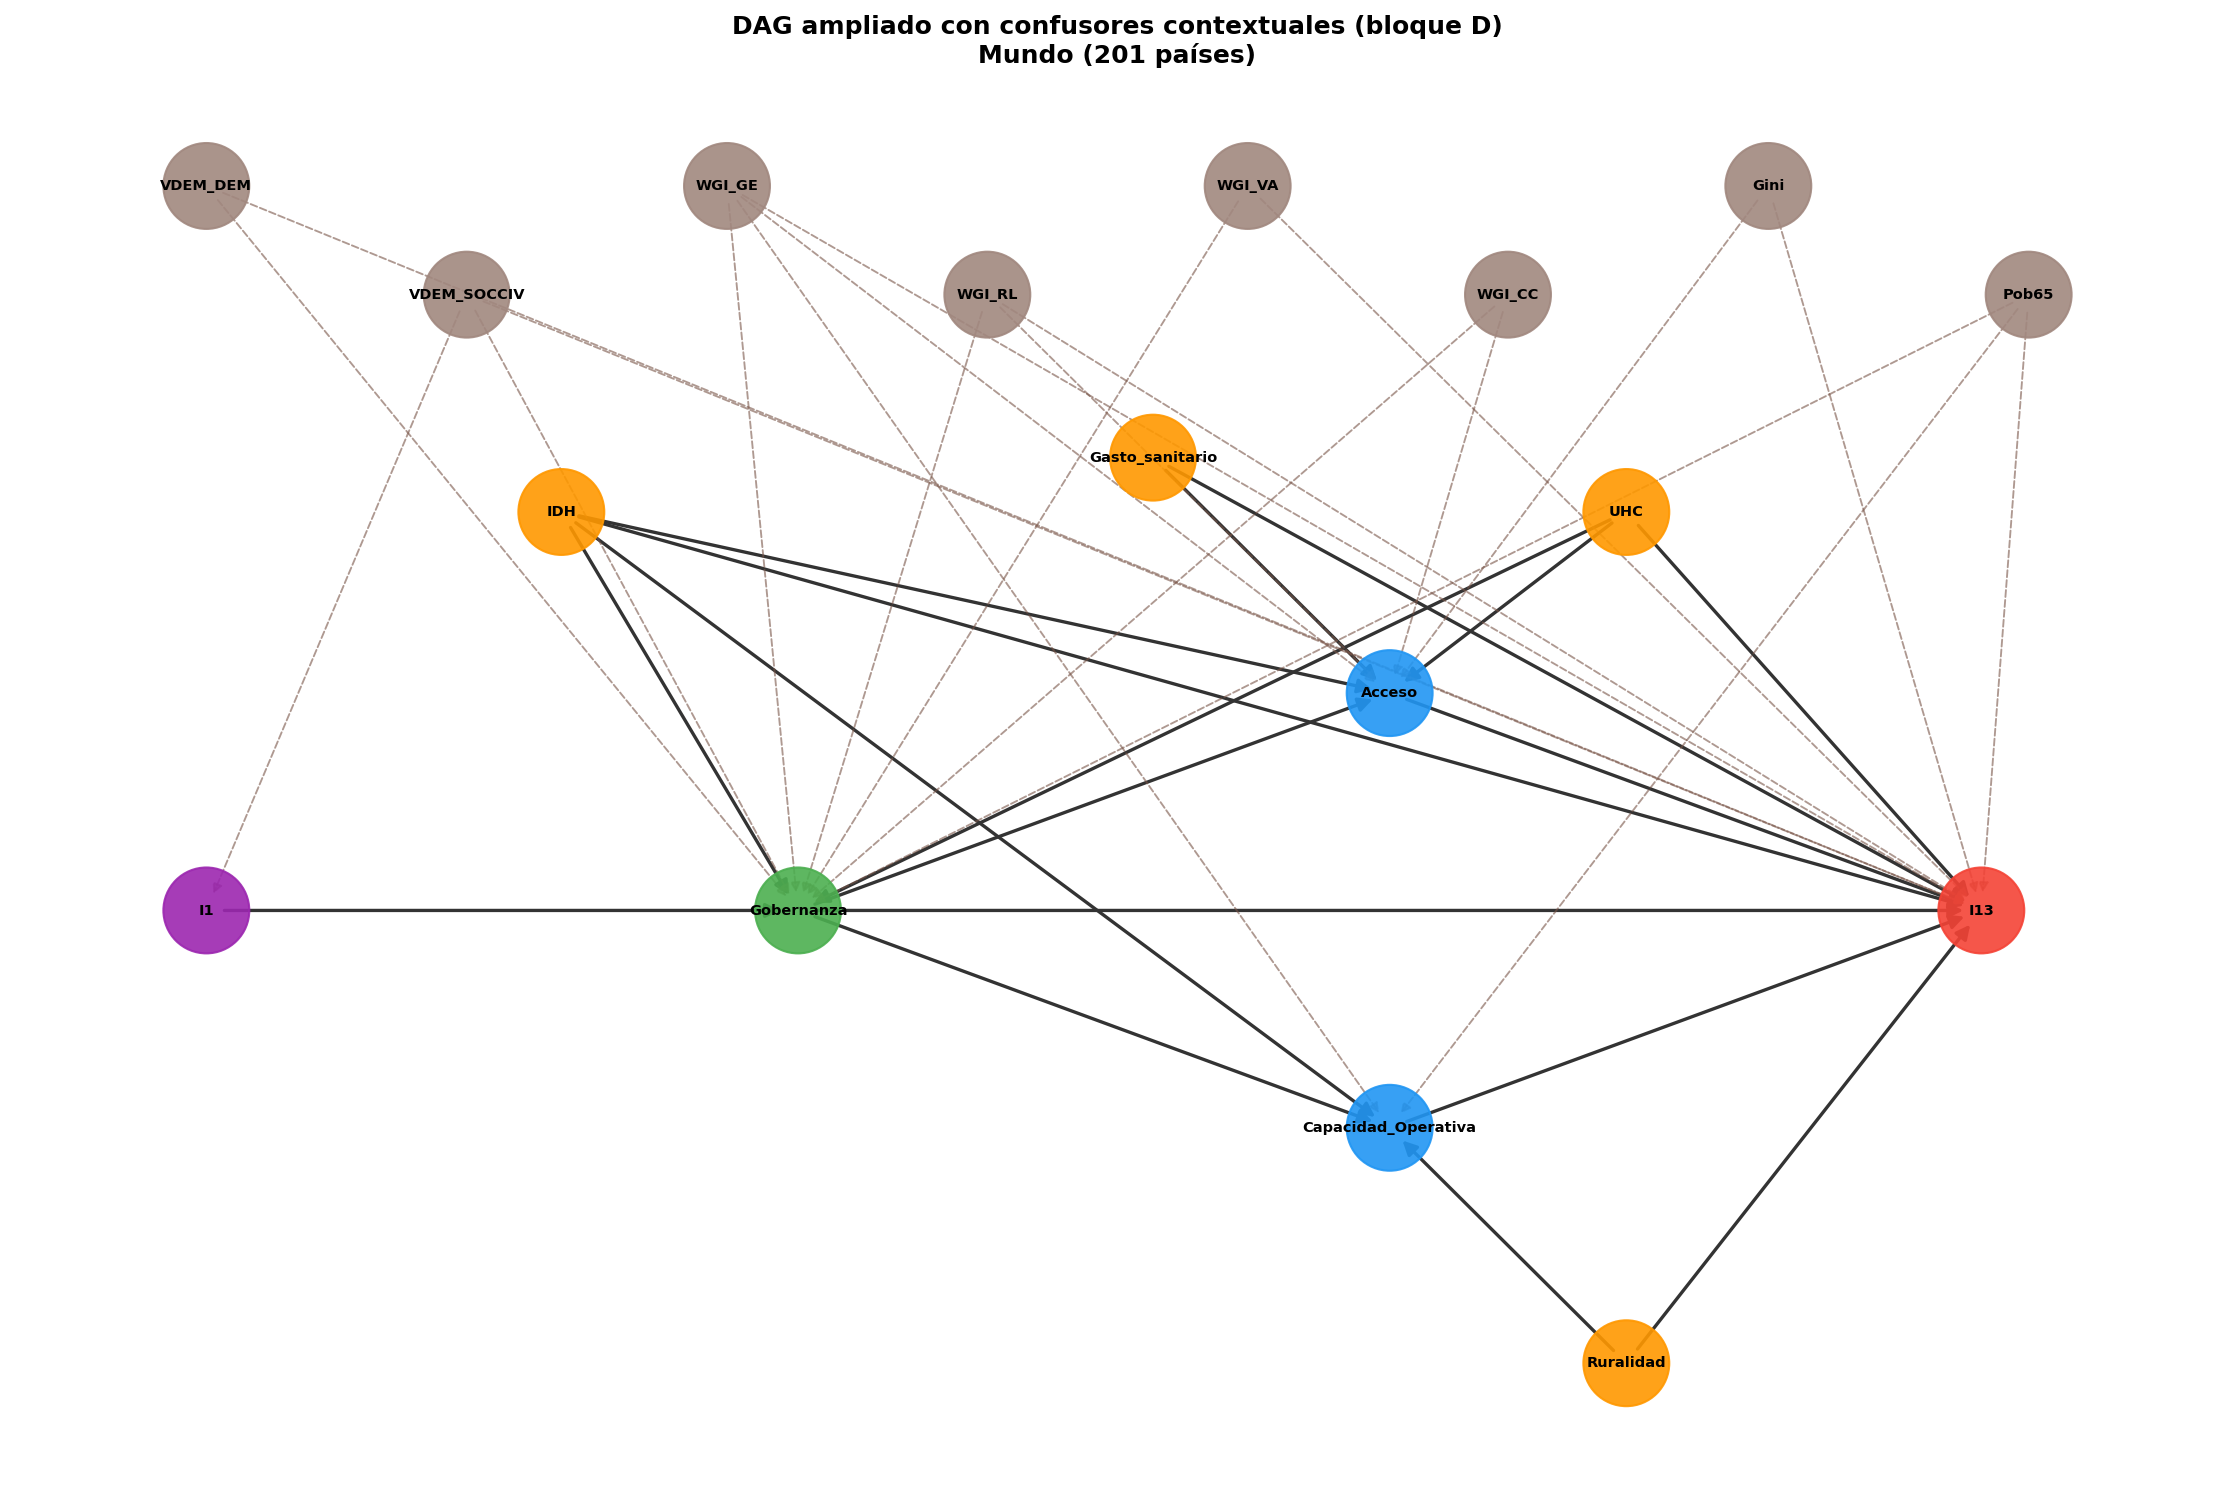 DAG ampliado con confusores contextuales (bloque D)
Mundo (201 países)
VDEM_DEM
WGI_GE
WGI_VA
Gini
VDEM_SOCCIV
WGI_RL
WGI_CC
Pob65
Gasto_sanitario
IDH
UHC
Acceso
I1
Gobernanza
I13
Capacidad_Operativa
Ruralidad